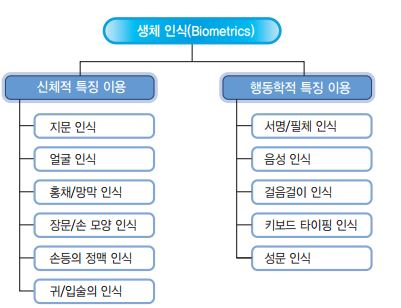 생체 인식(Biometrics)
신체적 특징 이용
지문 인식
얼굴 인식
홍채/망막 인식
장문/손 모양 인식
손등의 정맥 인식
귀/입술의 인식
행동학적 특징 이용
서명/필체 인식
음성 인식
걸음걸이 인식
키보드 타이핑 인식
성문 인식